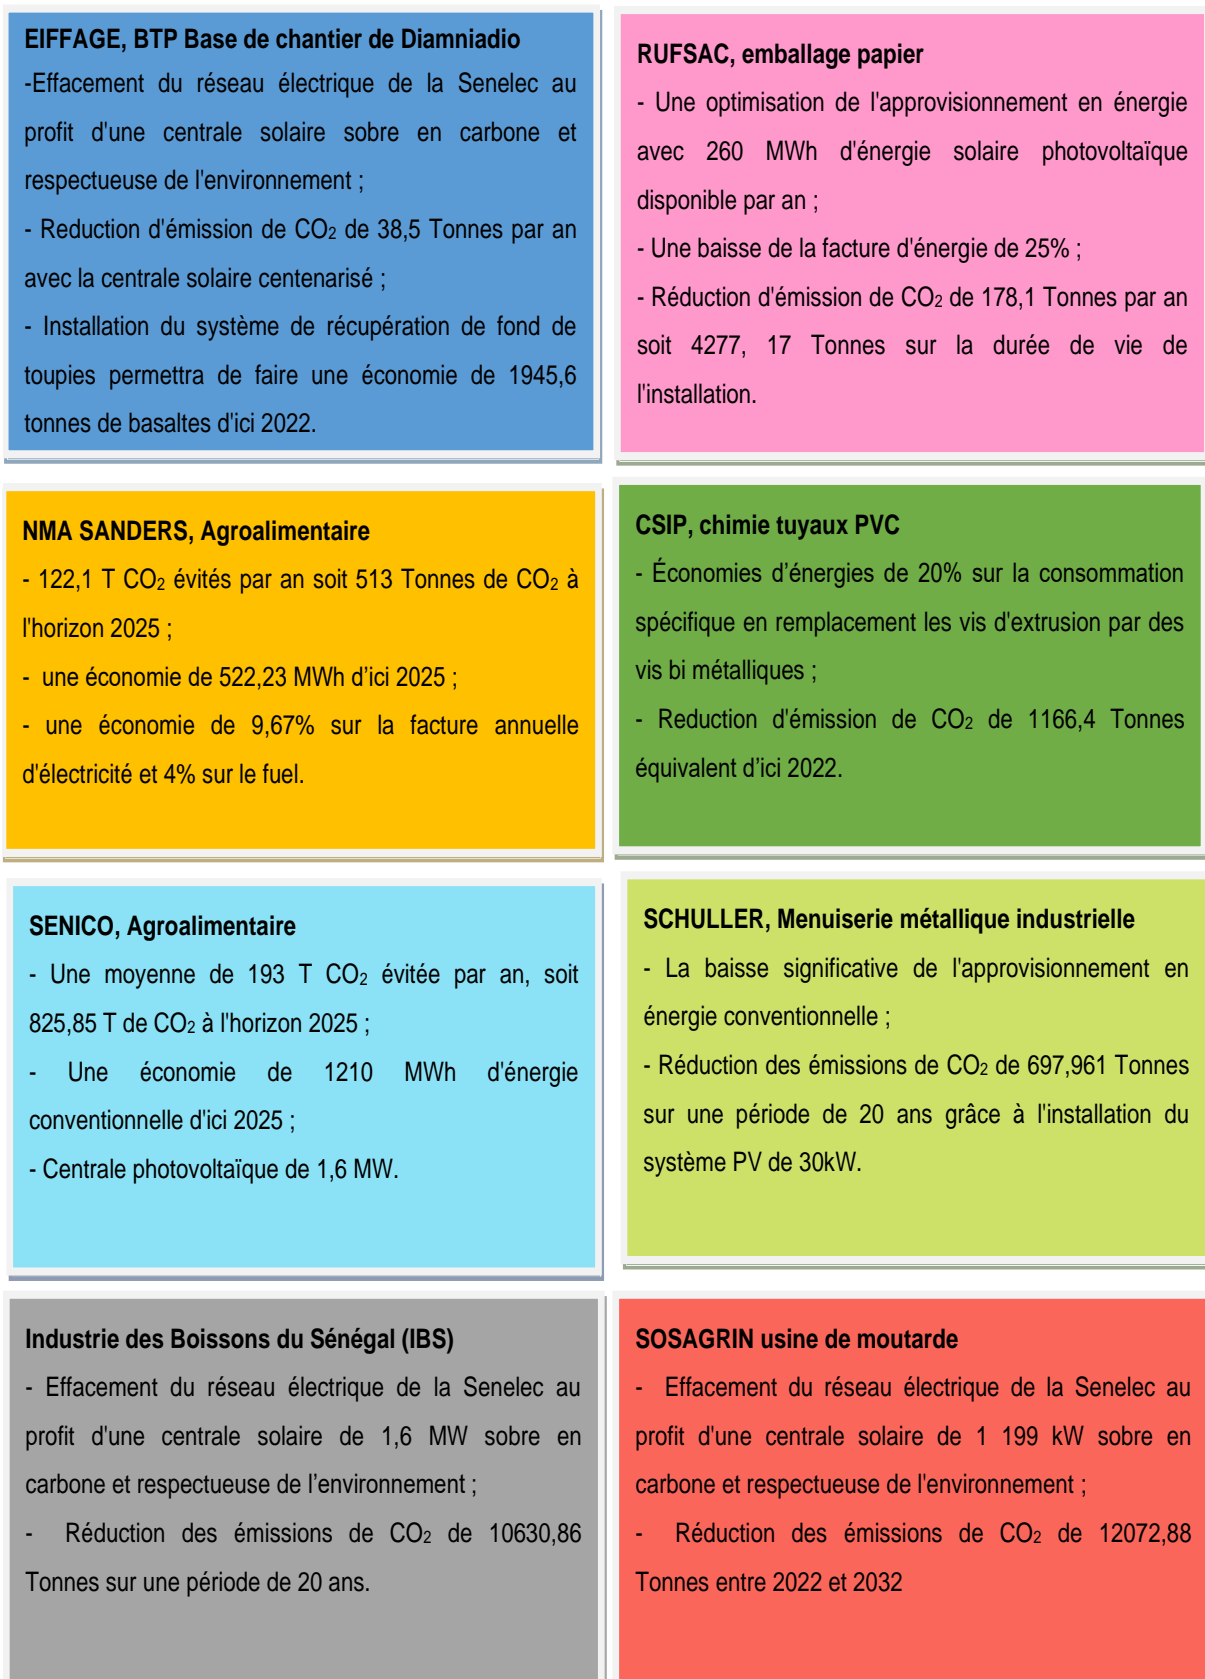 EIFFAGE, BTP Base de chantier de Diamniadio
-Effacement du réseau électrique de la Senelec au
profit d'une centrale solaire sobre en carbone et
respectueuse de l'environnement ;
- Reduction d'émission de CO₂ de 38,5 Tonnes par an
avec la centrale solaire centenarisé ;
- Installation du système de récupération de fond de
toupies permettra de faire une économie de 1945,6
tonnes de basaltes d'ici 2022.
RUFSAC, emballage papier
- Une optimisation de l'approvisionnement en énergie
avec 260 MWh d'énergie solaire photovoltaïque
disponible par an ;
- Une baisse de la facture d'énergie de 25% ;
- Réduction d'émission de CO₂ de 178,1 Tonnes par an
soit 4277, 17 Tonnes sur la durée de vie de
l'installation.
NMA SANDERS, Agroalimentaire
- 122,1 T CO₂ évités par an soit 513 Tonnes de CO₂ à
l'horizon 2025 ;
- une économie de 522,23 MWh d'ici 2025 ;
- une économie de 9,67% sur la facture annuelle
d'électricité et 4% sur le fuel.
CSIP, chimie tuyaux PVC
- Économies d'énergies de 20% sur la consommation
spécifique en remplacement les vis d'extrusion par des
vis bi métalliques ;
- Reduction d'émission de CO₂ de 1166,4 Tonnes
équivalent d'ici 2022.
SENICO, Agroalimentaire
- Une moyenne de 193 T CO₂ évitée par an, soit
825,85 T de CO₂ à l'horizon 2025 ;
- Une économie de 1210 MWh d'énergie
conventionnelle d'ici 2025 ;
- Centrale photovoltaïque de 1,6 MW.
SCHULLER, Menuiserie métallique industrielle
- La baisse significative de l'approvisionnement en
énergie conventionnelle ;
- Réduction des émissions de CO₂ de 697,961 Tonnes
sur une période de 20 ans grâce à l'installation du
système PV de 30kW.
Industrie des Boissons du Sénégal (IBS)
- Effacement du réseau électrique de la Senelec au
profit d'une centrale solaire de 1,6 MW sobre en
carbone et respectueuse de l'environnement ;
- Réduction des émissions de CO₂ de 10630,86
Tonnes sur une période de 20 ans.
SOSAGRIN usine de moutarde
- Effacement du réseau électrique de la Senelec au
profit d'une centrale solaire de 1 199 kW sobre en
carbone et respectueuse de l'environnement ;
- Réduction des émissions de CO₂ de 12072,88
Tonnes entre 2022 et 2032